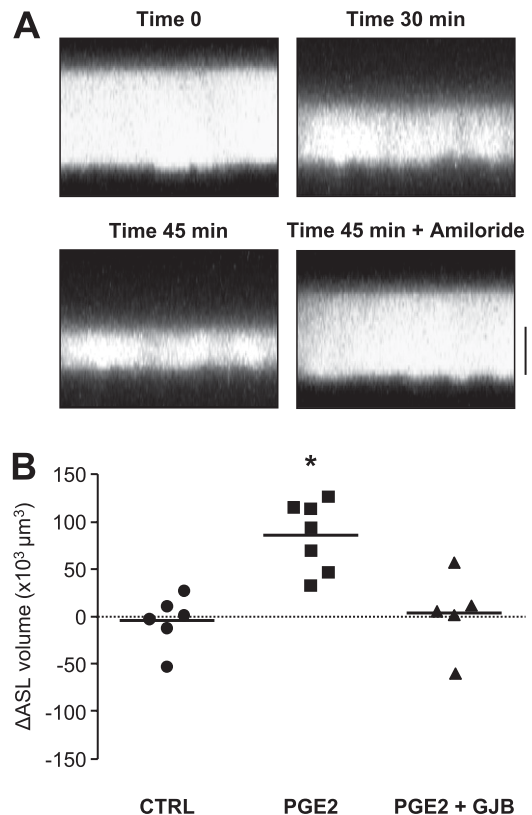 A
Time 0
Time 30 min
Time 45 min
Time 45 min + Amiloride
B
*
150
100
50
0
-50
-100
-150
ΔASL volume (x10³ μm³)
CTRL
PGE2
PGE2 + GJB